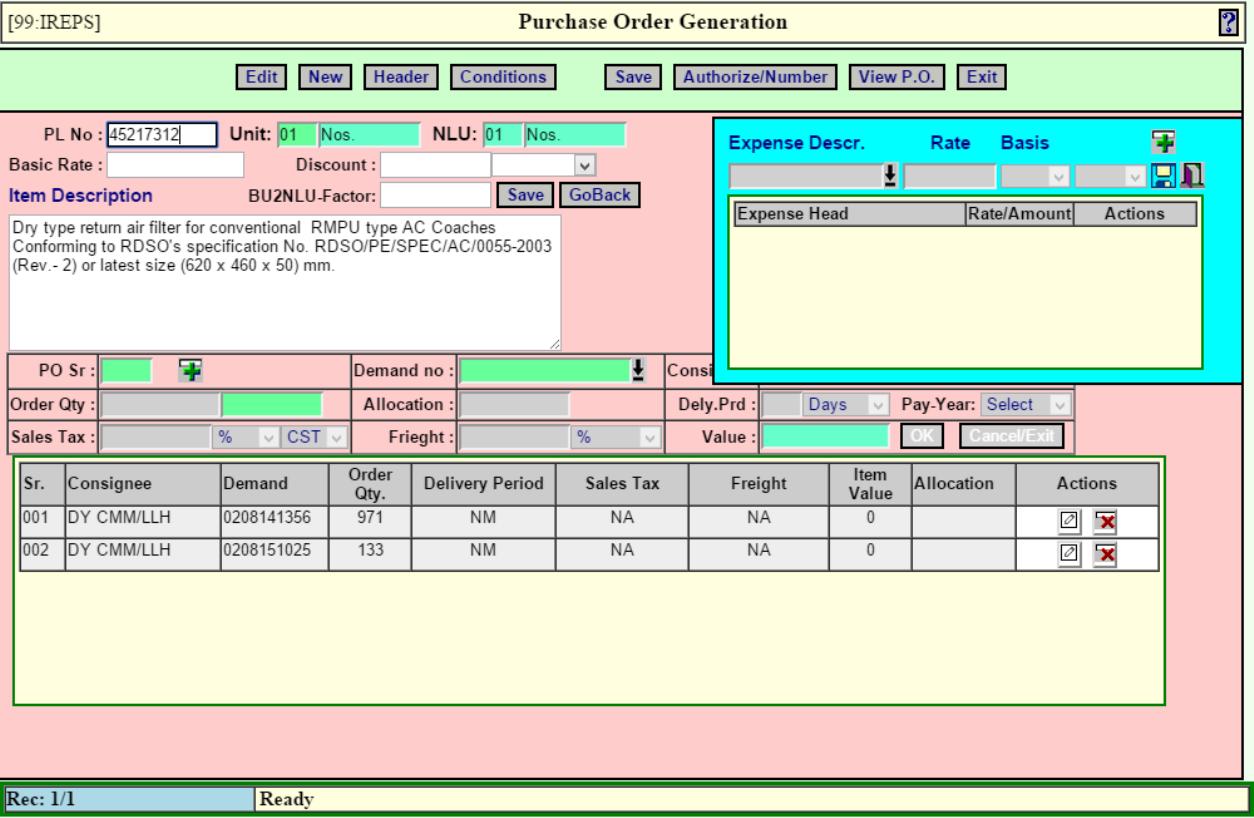 [99:IREPS] Purchase Order Generation ?
Edit New Header Conditions Save Authorize/Number View P.O. Exit
PL No : 45217312 Unit: 01 Nos. NLU: 01 Nos.
Basic Rate : Discount :
Item Description BU2NLU-Factor: Save GoBack
Dry type return air filter for conventional RMPU type AC Coaches
Conforming to RDSO's specification No. RDSO/PE/SPEC/AC/0055-2003
(Rev.- 2) or latest size (620 x 460 x 50) mm.
Expense Descr. Rate Basis
Expense Head Rate/Amount Actions
PO Sr : Demand no : Consi
Order Qty : Allocation : Dely.Prd : Days Pay-Year: Select
Sales Tax : % CST Frieght : % Value : OK Cancel/Exit
Sr. Consignee Demand Order Qty. Delivery Period Sales Tax Freight Item Value Allocation Actions
001 DY CMM/LLH 0208141356 971 NM NA NA 0
002 DY CMM/LLH 0208151025 133 NM NA NA 0
Rec: 1/1 Ready